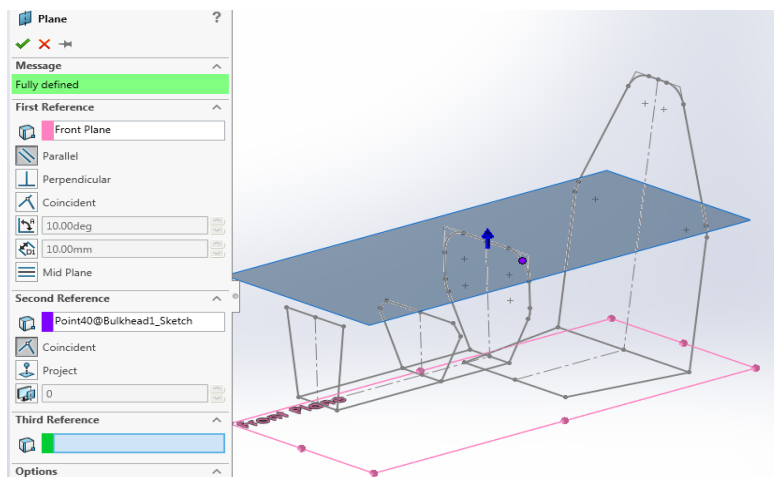 Plane ?
Message
Fully defined
First Reference
Front Plane
Parallel
Perpendicular
Coincident
10.00deg
10.00mm
Mid Plane
Second Reference
Point40@Bulkhead1_Sketch
Coincident
Project
0
Third Reference
Options